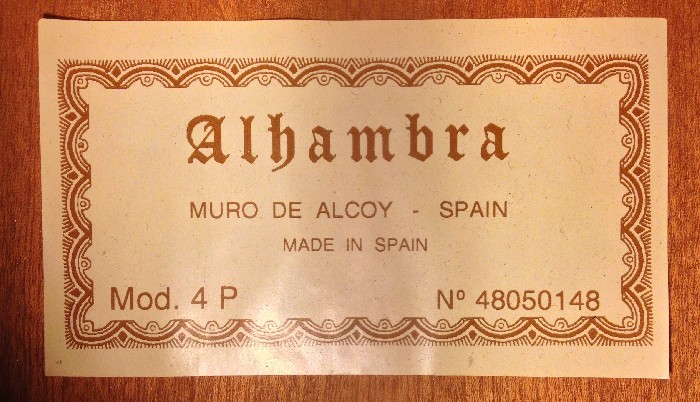 Alhambra
MURO DE ALCOY - SPAIN
MADE IN SPAIN
Mod. 4 P Nº 48050148